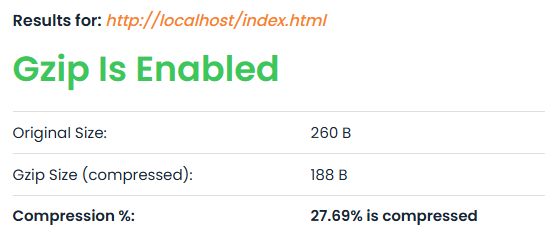 Results for: http://localhost/index.html
Gzip Is Enabled
Original Size: 260 B
Gzip Size (compressed): 188 B
Compression %: 27.69% is compressed